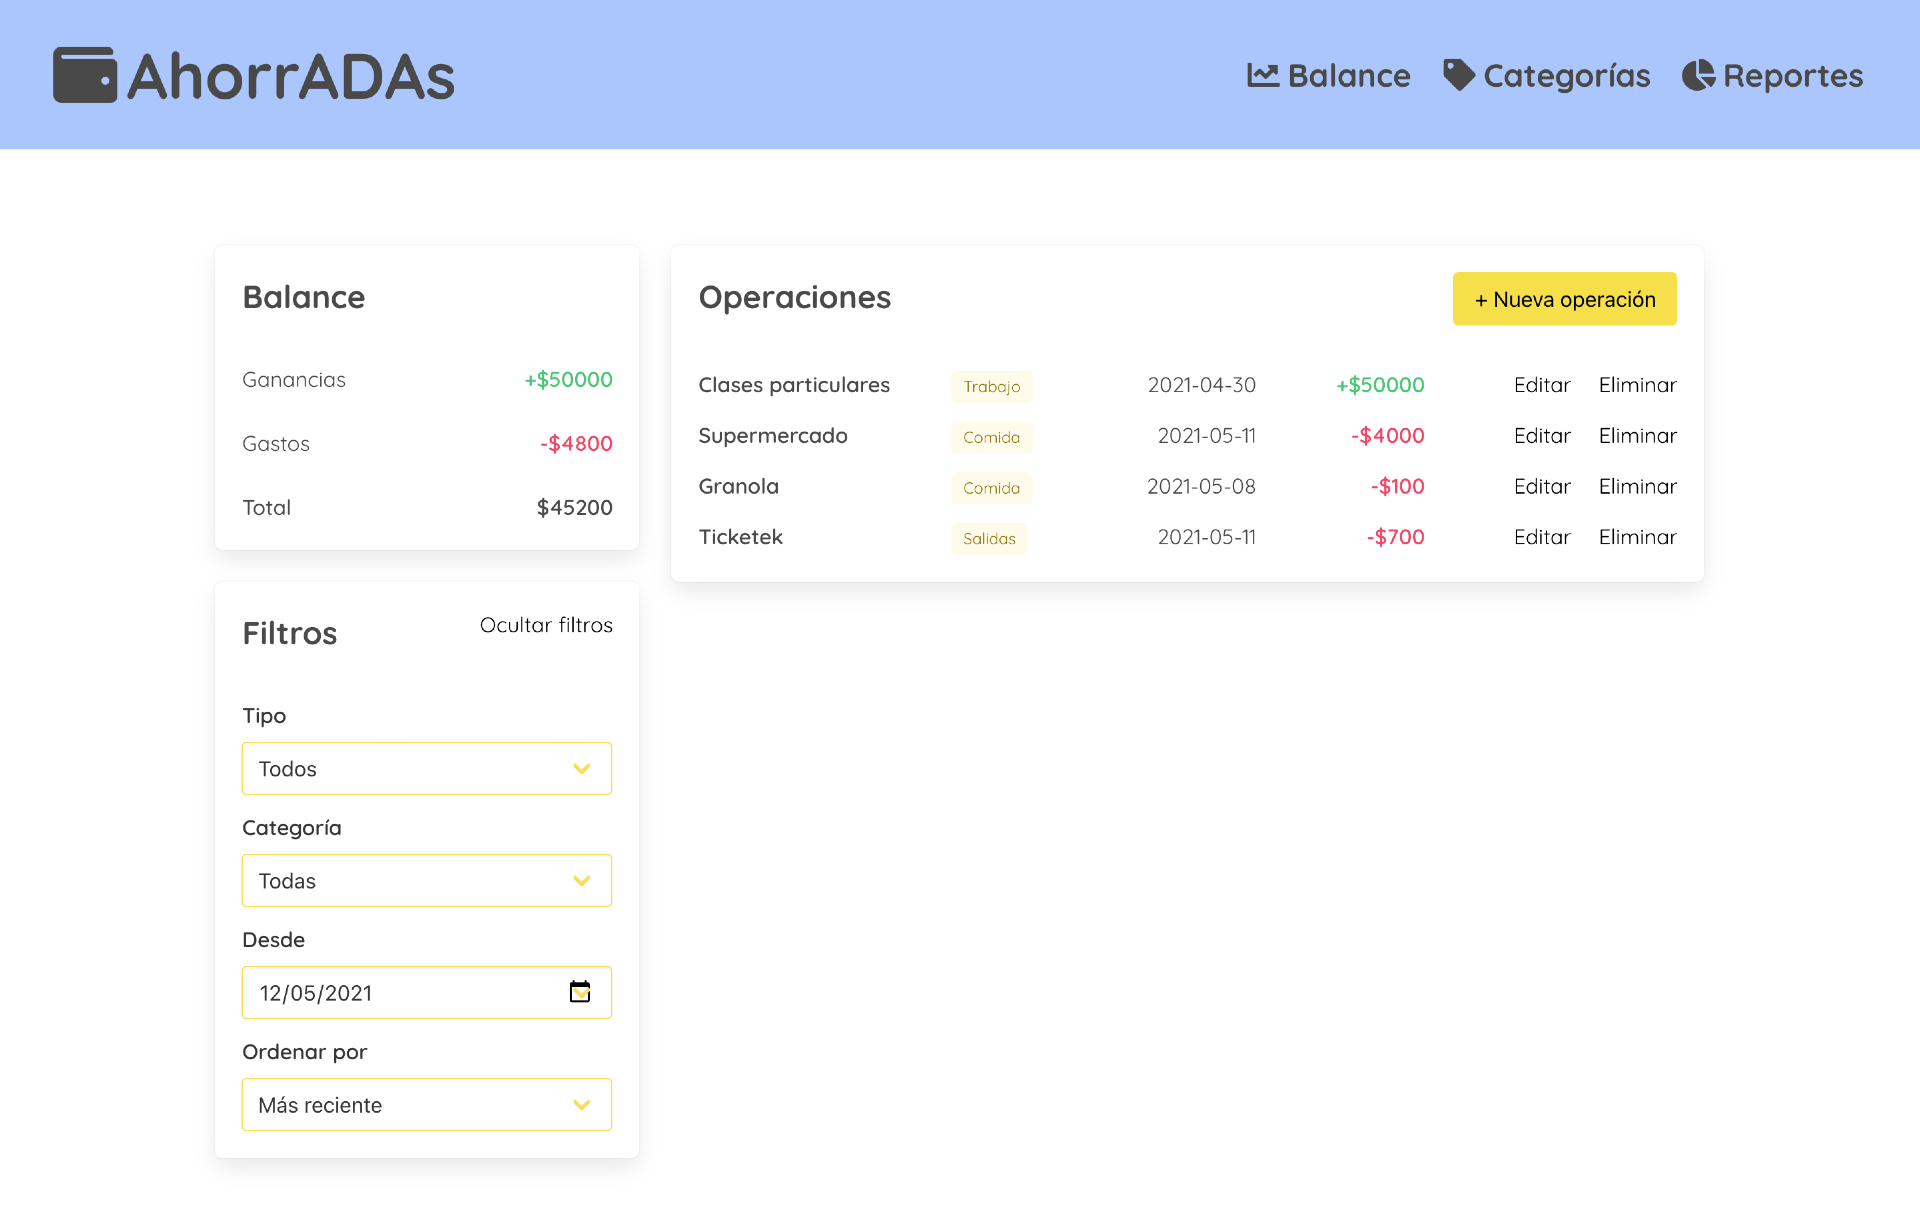 AhorrADAs
Balance
Categorías
Reportes
Balance
Ganancias +$50000
Gastos -$4800
Total $45200
Filtros
Ocultar filtros
Tipo
Todos
Categoría
Todas
Desde
12/05/2021
Ordenar por
Más reciente
Operaciones
+ Nueva operación
Clases particulares Trabajo 2021-04-30 +$50000 Editar Eliminar
Supermercado Comida 2021-05-11 -$4000 Editar Eliminar
Granola Comida 2021-05-08 -$100 Editar Eliminar
Ticketek Salidas 2021-05-11 -$700 Editar Eliminar